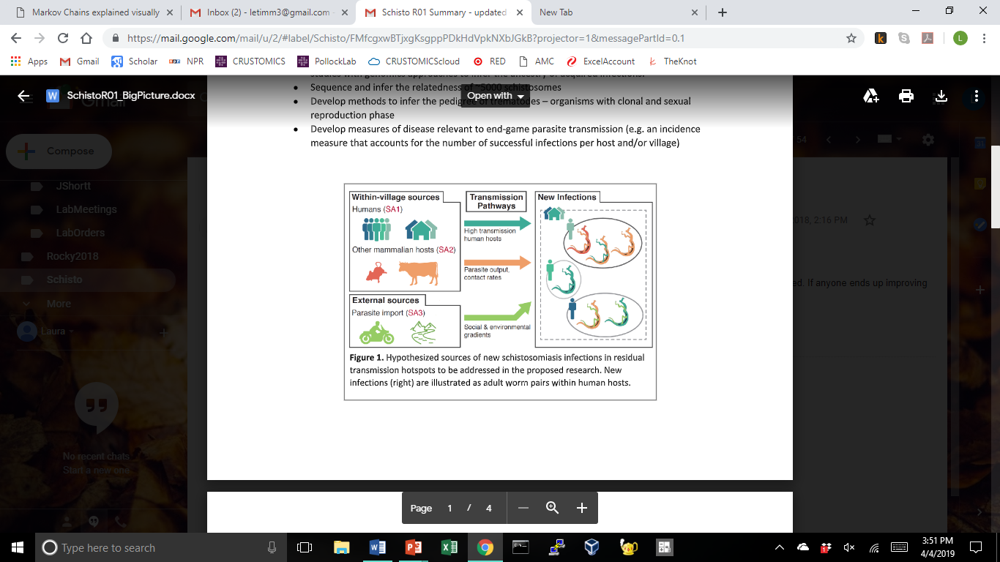 Markov Chains explained visually
Inbox (2) - letimm3@gmail.com -
Schisto R01 Summary - updated
New Tab
https://mail.google.com/mail/u/2/#label/Schisto/FMfcgxwBTjxgKsgppPDkHdVpkNXbJGkB?projector=1&messagePartId=0.1
k
S
L
Apps
Gmail
Scholar
NPR
CRUSTOMICS
PollockLab
CRUSTOMICScloud
RED
AMC
ExcelAccount
TheKnot
studies with genomics approaches to infer the ancestry of acquired infections.
W
SchistoR01_BigPicture.docx
Open with
• Sequence and infer the relatedness of ~5000 schistosomes
• Develop methods to infer the pedigree of trematodes – organisms with clonal and sexual
reproduction phase
• Develop measures of disease relevant to end-game parasite transmission (e.g. an incidence
measure that accounts for the number of successful infections per host and/or village)
Gmail
Compose
JShortt
LabMeetings
LabOrders
Rocky2018
Schisto
More
Laura
No recent chats
Start a new one
54
2018, 2:16 PM
ed. If anyone ends up improving
Within-village sources
Humans (SA1)
Other mammalian hosts (SA2)
External sources
Parasite import (SA3)
Transmission
Pathways
High transmission
human hosts
Parasite output,
contact rates
Social & environmental
gradients
New Infections
Figure 1. Hypothesized sources of new schistosomiasis infections in residual
transmission hotspots to be addressed in the proposed research. New
infections (right) are illustrated as adult worm pairs within human hosts.
Page 1 / 4
Type here to search
3:51 PM
4/4/2019